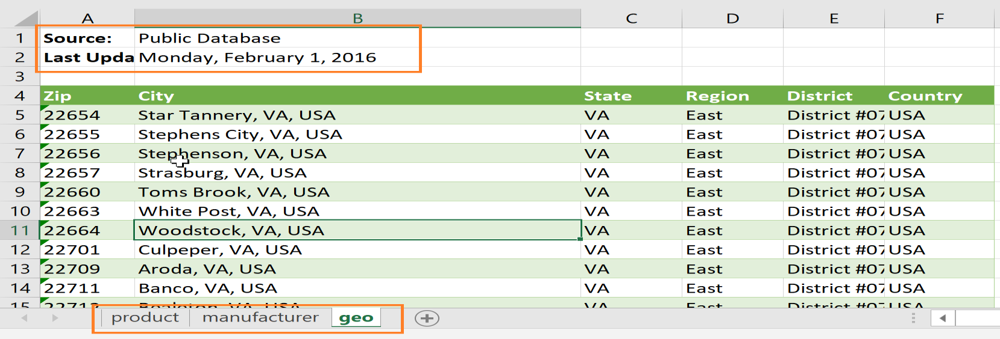 A B C D E F
1 Source: Public Database
2 Last Upda Monday, February 1, 2016
3
4 Zip City State Region District Country
5 22654 Star Tannery, VA, USA VA East District #07 USA
6 22655 Stephens City, VA, USA VA East District #07 USA
7 22656 Stephenson, VA, USA VA East District #07 USA
8 22657 Strasburg, VA, USA VA East District #07 USA
9 22660 Toms Brook, VA, USA VA East District #07 USA
10 22663 White Post, VA, USA VA East District #07 USA
11 22664 Woodstock, VA, USA VA East District #07 USA
12 22701 Culpeper, VA, USA VA East District #07 USA
13 22709 Aroda, VA, USA VA East District #07 USA
14 22711 Banco, VA, USA VA East District #07 USA
15 VA, USA VA East District #07 USA
product manufacturer geo